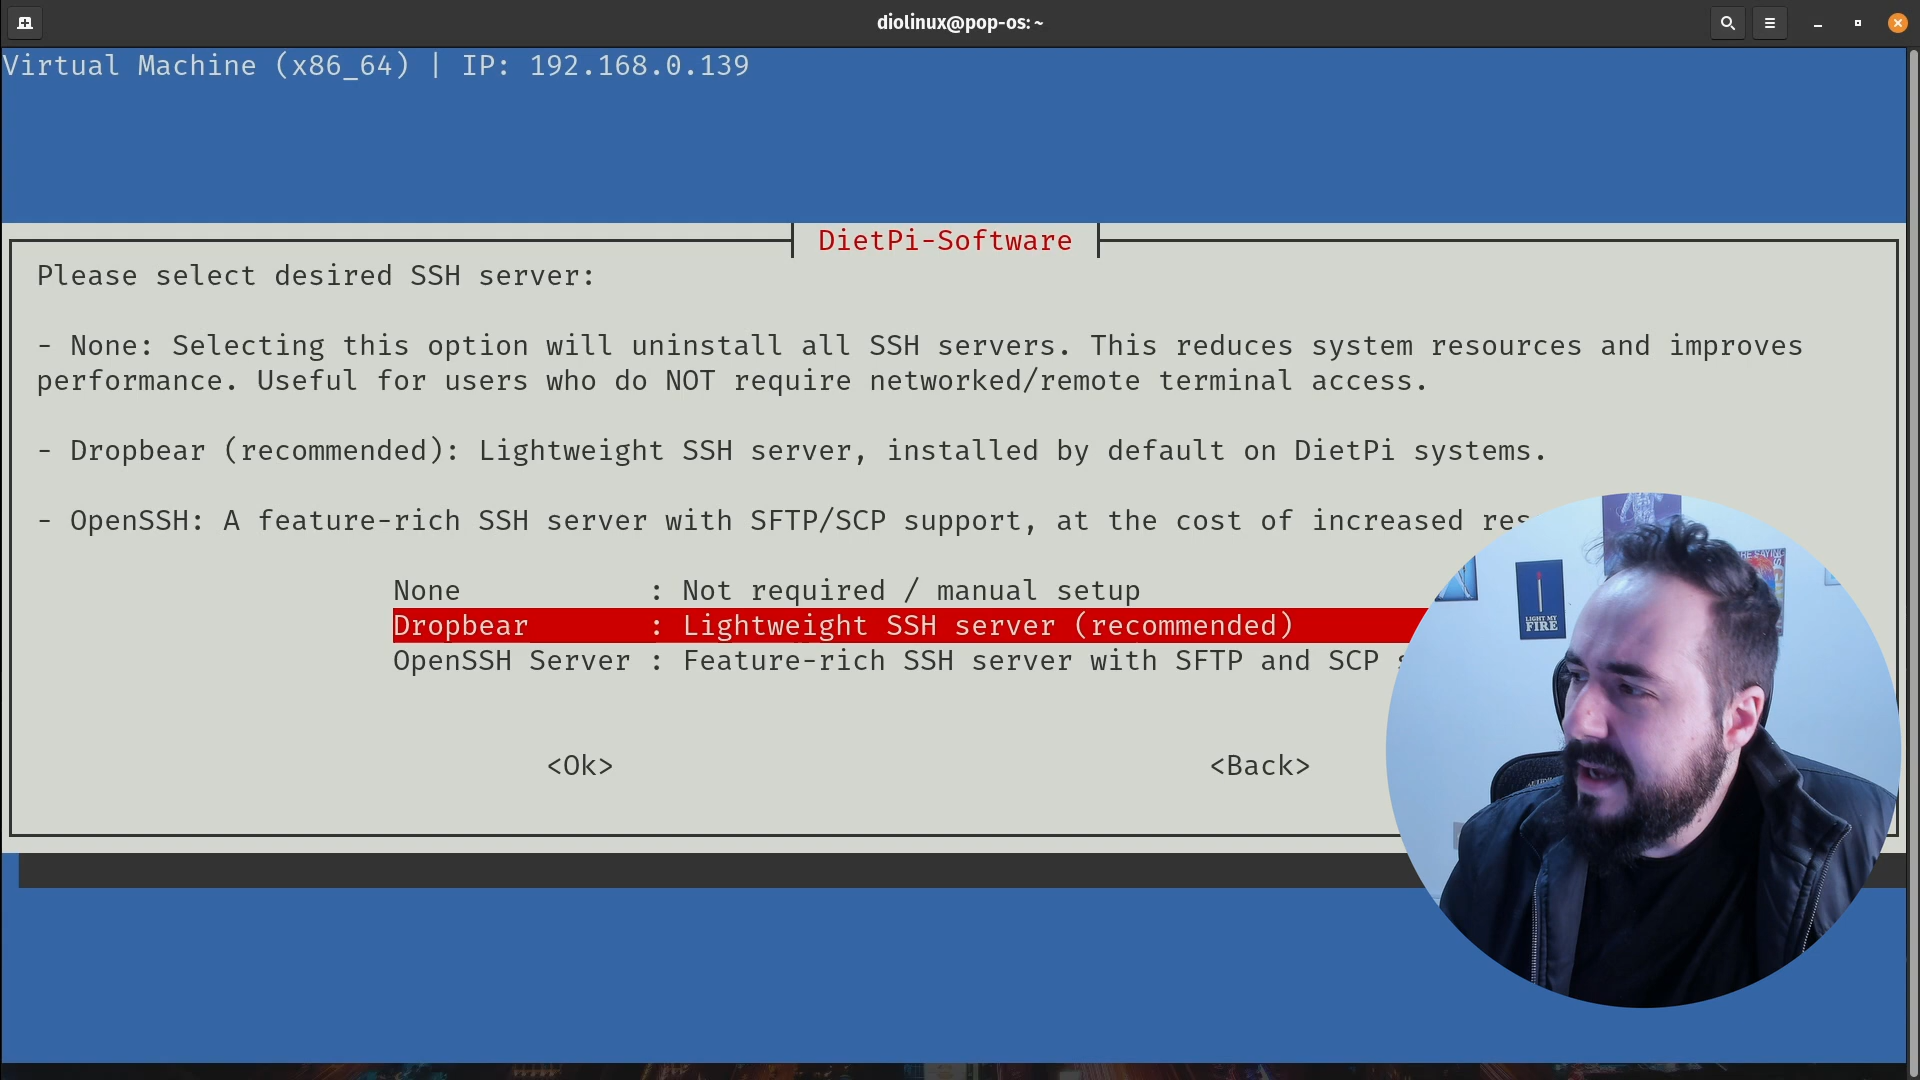 diolinux@pop-os: ~
Virtual Machine (x86_64) | IP: 192.168.0.139
DietPi-Software
Please select desired SSH server:
- None: Selecting this option will uninstall all SSH servers. This reduces system resources and improves
performance. Useful for users who do NOT require networked/remote terminal access.
- Dropbear (recommended): Lightweight SSH server, installed by default on DietPi systems.
- OpenSSH: A feature-rich SSH server with SFTP/SCP support, at the cost of increased
None : Not required / manual setup
Dropbear : Lightweight SSH server (recommended)
OpenSSH Server : Feature-rich SSH server with SFTP and SCP
<Ok> <Back>
LIGHT MY
FIRE